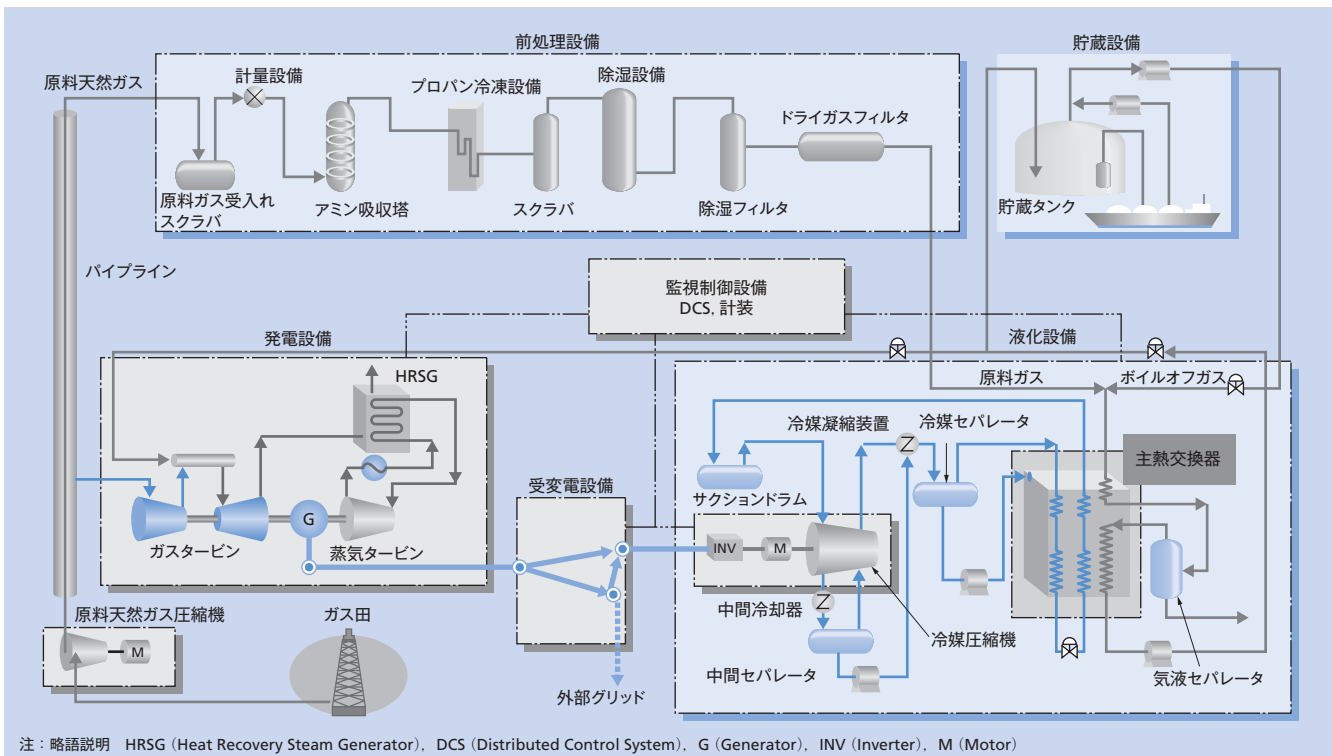 前処理設備
貯蔵設備
原料天然ガス
計量設備
プロパン冷凍設備
除湿設備
ドライガスフィルタ
原料ガス受入れ
スクラバ
アミン吸収塔
スクラバ
除湿フィルタ
貯蔵タンク
パイプライン
監視制御設備
DCS, 計装
発電設備
液化設備
HRSG
原料ガス
ボイルオフガス
冷媒凝縮装置
冷媒セパレータ
Z
主熱交換器
サクションドラム
受変電設備
G
ガスタービン
蒸気タービン
INV
M
中間冷却器
Z
冷媒圧縮機
原料天然ガス圧縮機
M
ガス田
中間セパレータ
気液セパレータ
外部グリッド
注：略語説明　HRSG（Heat Recovery Steam Generator），DCS（Distributed Control System），G（Generator），INV（Inverter），M（Motor）